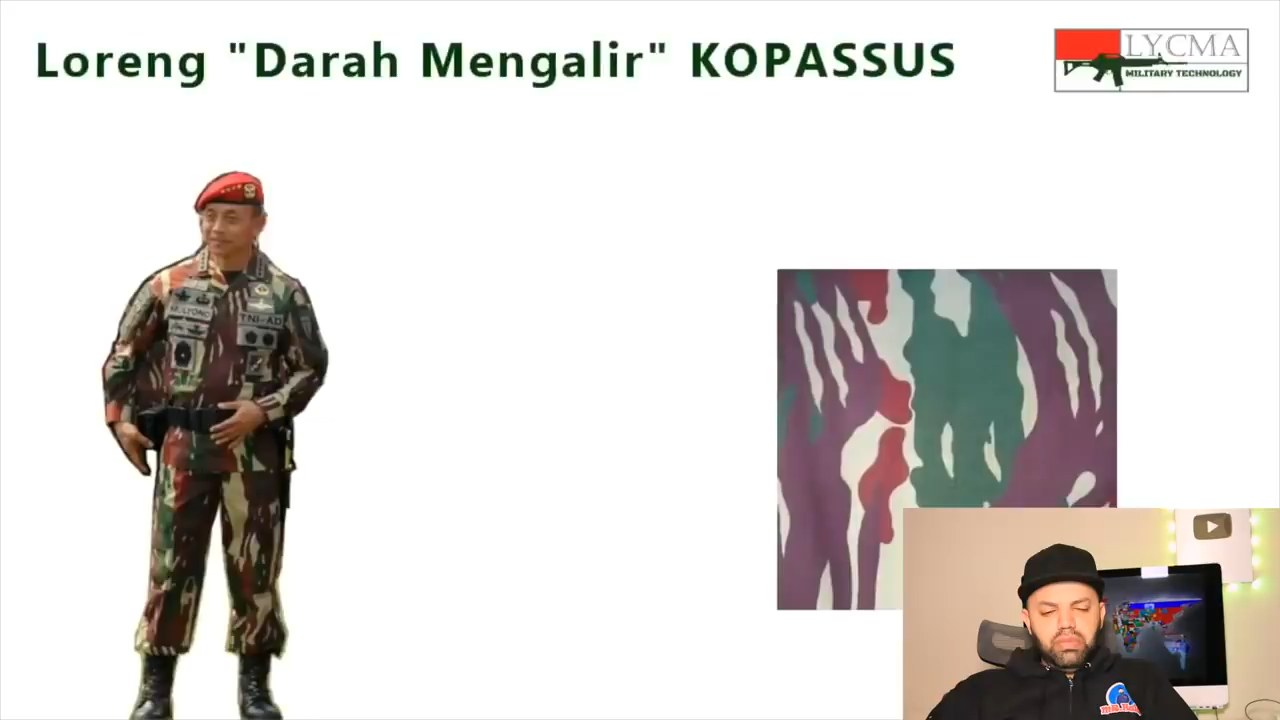 Loreng "Darah Mengalir" KOPASSUS
LYCMA
MILITARY TECHNOLOGY
TNI-AD